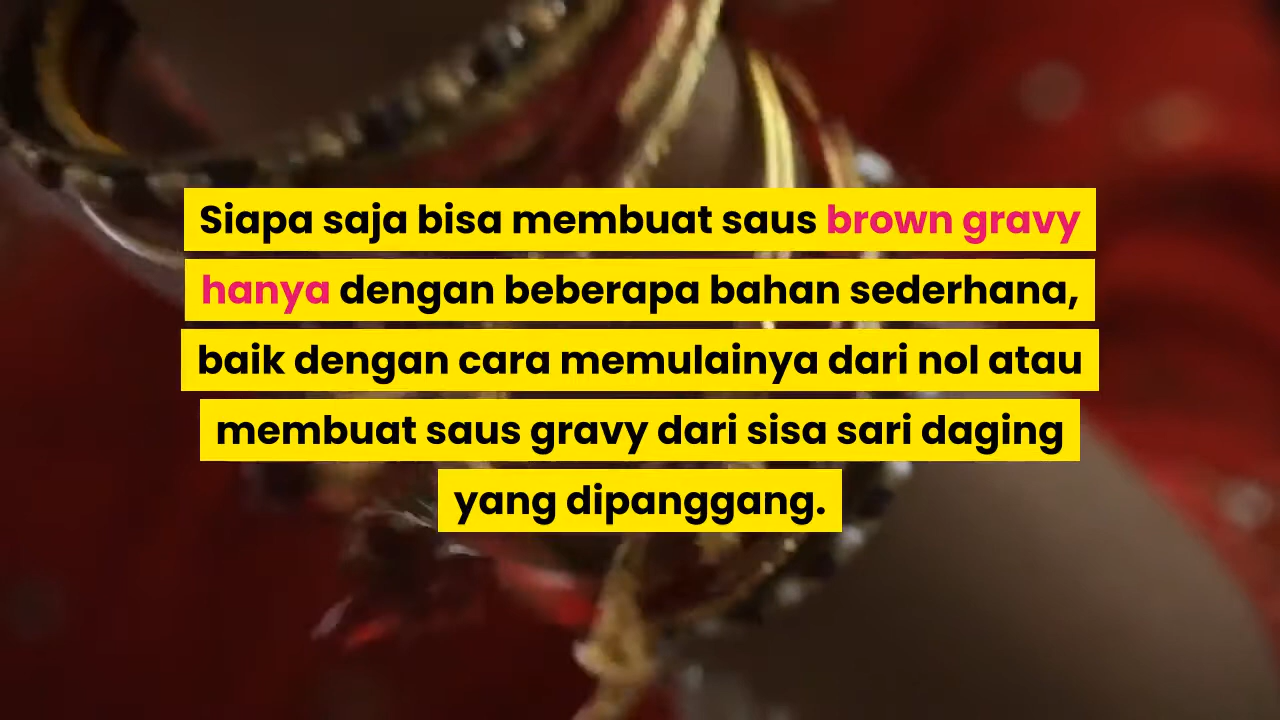 Siapa saja bisa membuat saus brown gravy
hanya dengan beberapa bahan sederhana,
baik dengan cara memulainya dari nol atau
membuat saus gravy dari sisa sari daging
yang dipanggang.